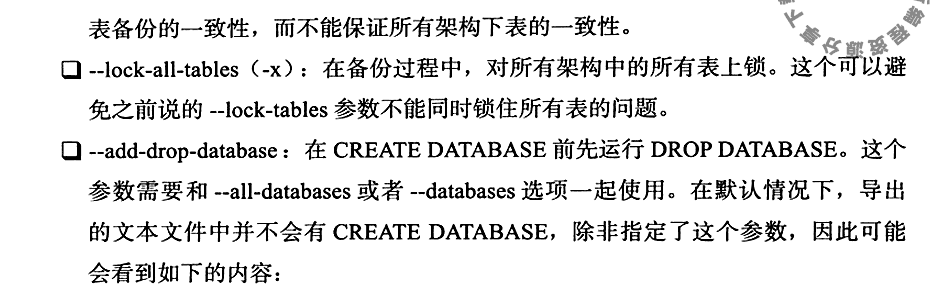 表备份的一致性，而不能保证所有架构下表的一致性。
❑ --lock-all-tables（-x）：在备份过程中，对所有架构中的所有表上锁。这个可以避
免之前说的 --lock-tables 参数不能同时锁住所有表的问题。
❑ --add-drop-database：在 CREATE DATABASE 前先运行 DROP DATABASE。这个
参数需要和 --all-databases 或者 --databases 选项一起使用。在默认情况下，导出
的文本文件中并不会有 CREATE DATABASE，除非指定了这个参数，因此可能
会看到如下的内容：